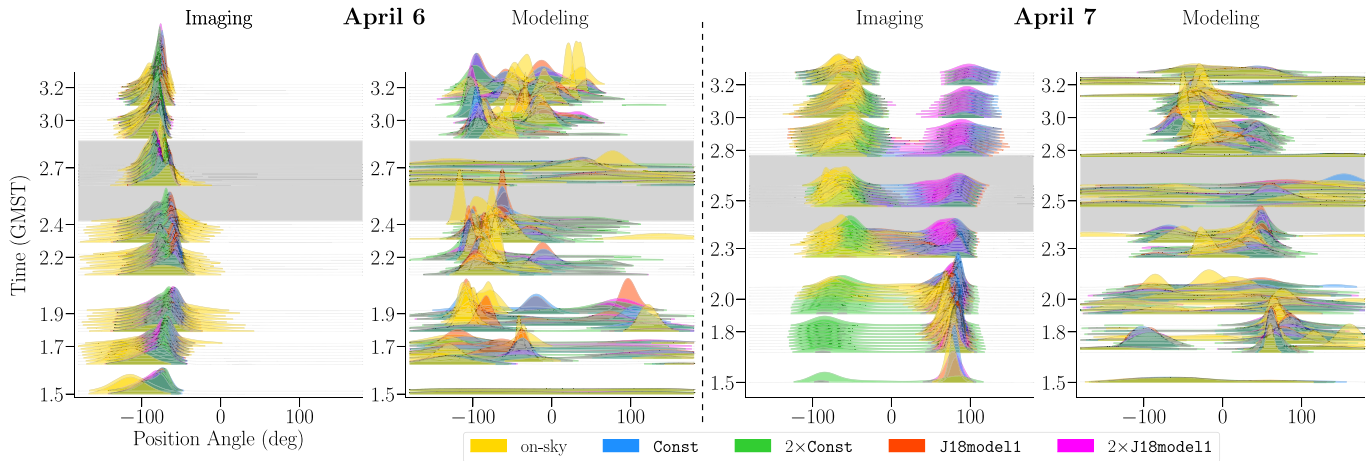 April 6
April 7
Imaging
Modeling
Imaging
Modeling
Time (GMST)
3.2
3.0
2.7
2.4
2.2
1.9
1.7
1.5
3.2
3.0
2.7
2.4
2.2
1.9
1.7
1.5
3.2
3.0
2.8
2.5
2.3
2.0
1.8
1.5
3.2
3.0
2.8
2.5
2.3
2.0
1.8
1.5
−100 0 100
−100 0 100
−100 0 100
−100 0 100
Position Angle (deg)
on-sky Const 2×Const J18model1 2×J18model1